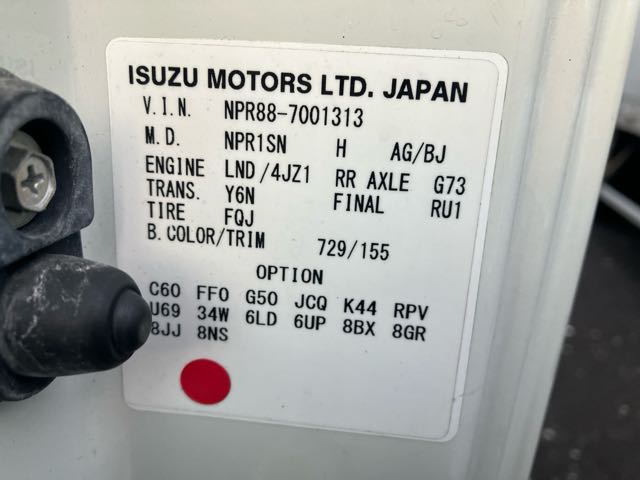 ISUZU MOTORS LTD. JAPAN
V.I.N. NPR88-7001313
M.D. NPR1SN H AG/BJ
ENGINE LND/4JZ1 RR AXLE G73
TRANS. Y6N FINAL RU1
TIRE FQJ
B.COLOR/TRIM 729/155
OPTION
C60 FF0 G50 JCQ K44 RPV
U69 34W 6LD 6UP 8BX 8GR
8JJ 8NS